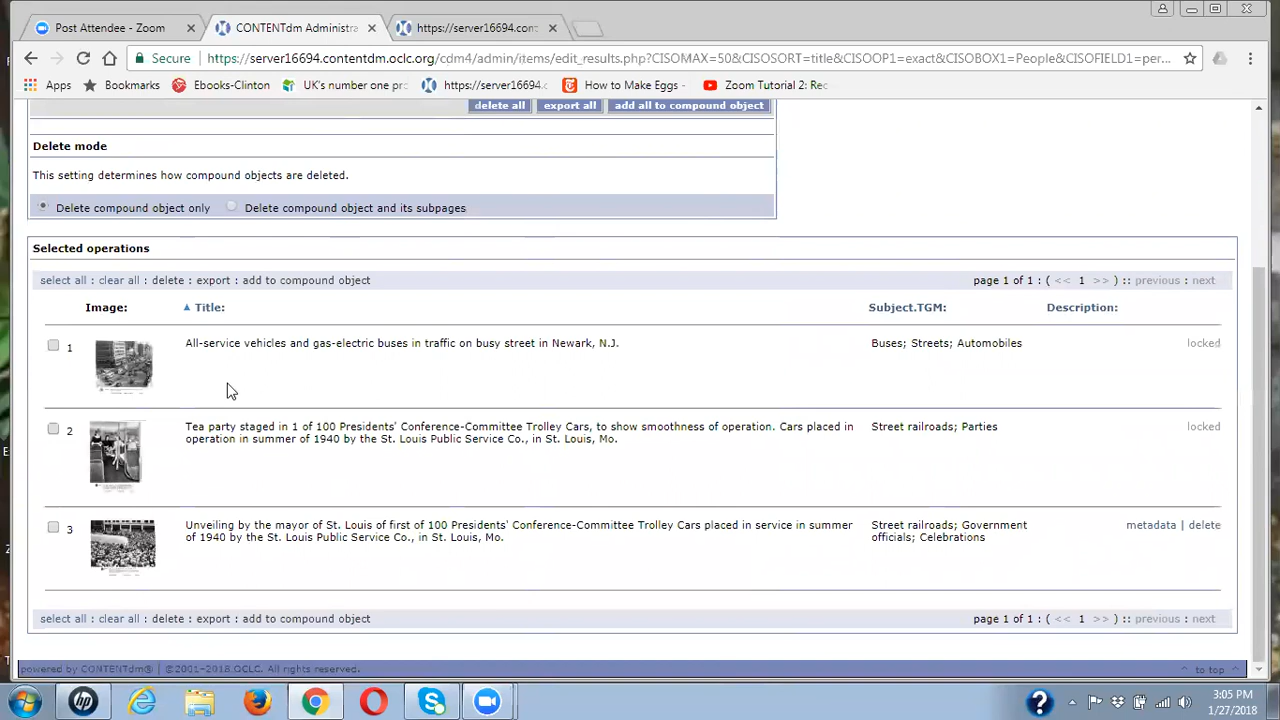 Post Attendee - Zoom
CONTENTdm Administra
https://server16694.con
Secure
https://server16694.contentdm.oclc.org/cdm4/admin/items/edit_results.php?CISOMAX=50&CISOSORT=title&CISOOP1=exact&CISOBOX1=People&CISOFIELD1=per...
Apps
Bookmarks
Ebooks-Clinton
UK's number one pro
https://server16694.
How to Make Eggs
Zoom Tutorial 2: Rec
delete all
export all
add all to compound object
Delete mode
This setting determines how compound objects are deleted.
Delete compound object only
Delete compound object and its subpages
Selected operations
select all : clear all : delete : export : add to compound object
page 1 of 1 : ( << 1 >> ) :: previous : next
Image:
Title:
Subject.TGM:
Description:
1
All-service vehicles and gas-electric buses in traffic on busy street in Newark, N.J.
Buses; Streets; Automobiles
locked
2
Tea party staged in 1 of 100 Presidents' Conference-Committee Trolley Cars, to show smoothness of operation. Cars placed in
operation in summer of 1940 by the St. Louis Public Service Co., in St. Louis, Mo.
Street railroads; Parties
locked
3
Unveiling by the mayor of St. Louis of first of 100 Presidents' Conference-Committee Trolley Cars placed in service in summer
of 1940 by the St. Louis Public Service Co., in St. Louis, Mo.
Street railroads; Government
officials; Celebrations
metadata | delete
select all : clear all : delete : export : add to compound object
page 1 of 1 : ( << 1 >> ) :: previous : next
powered by CONTENTdm® | ©2001-2018 OCLC. All rights reserved.
^ to top ^
3:05 PM
1/27/2018